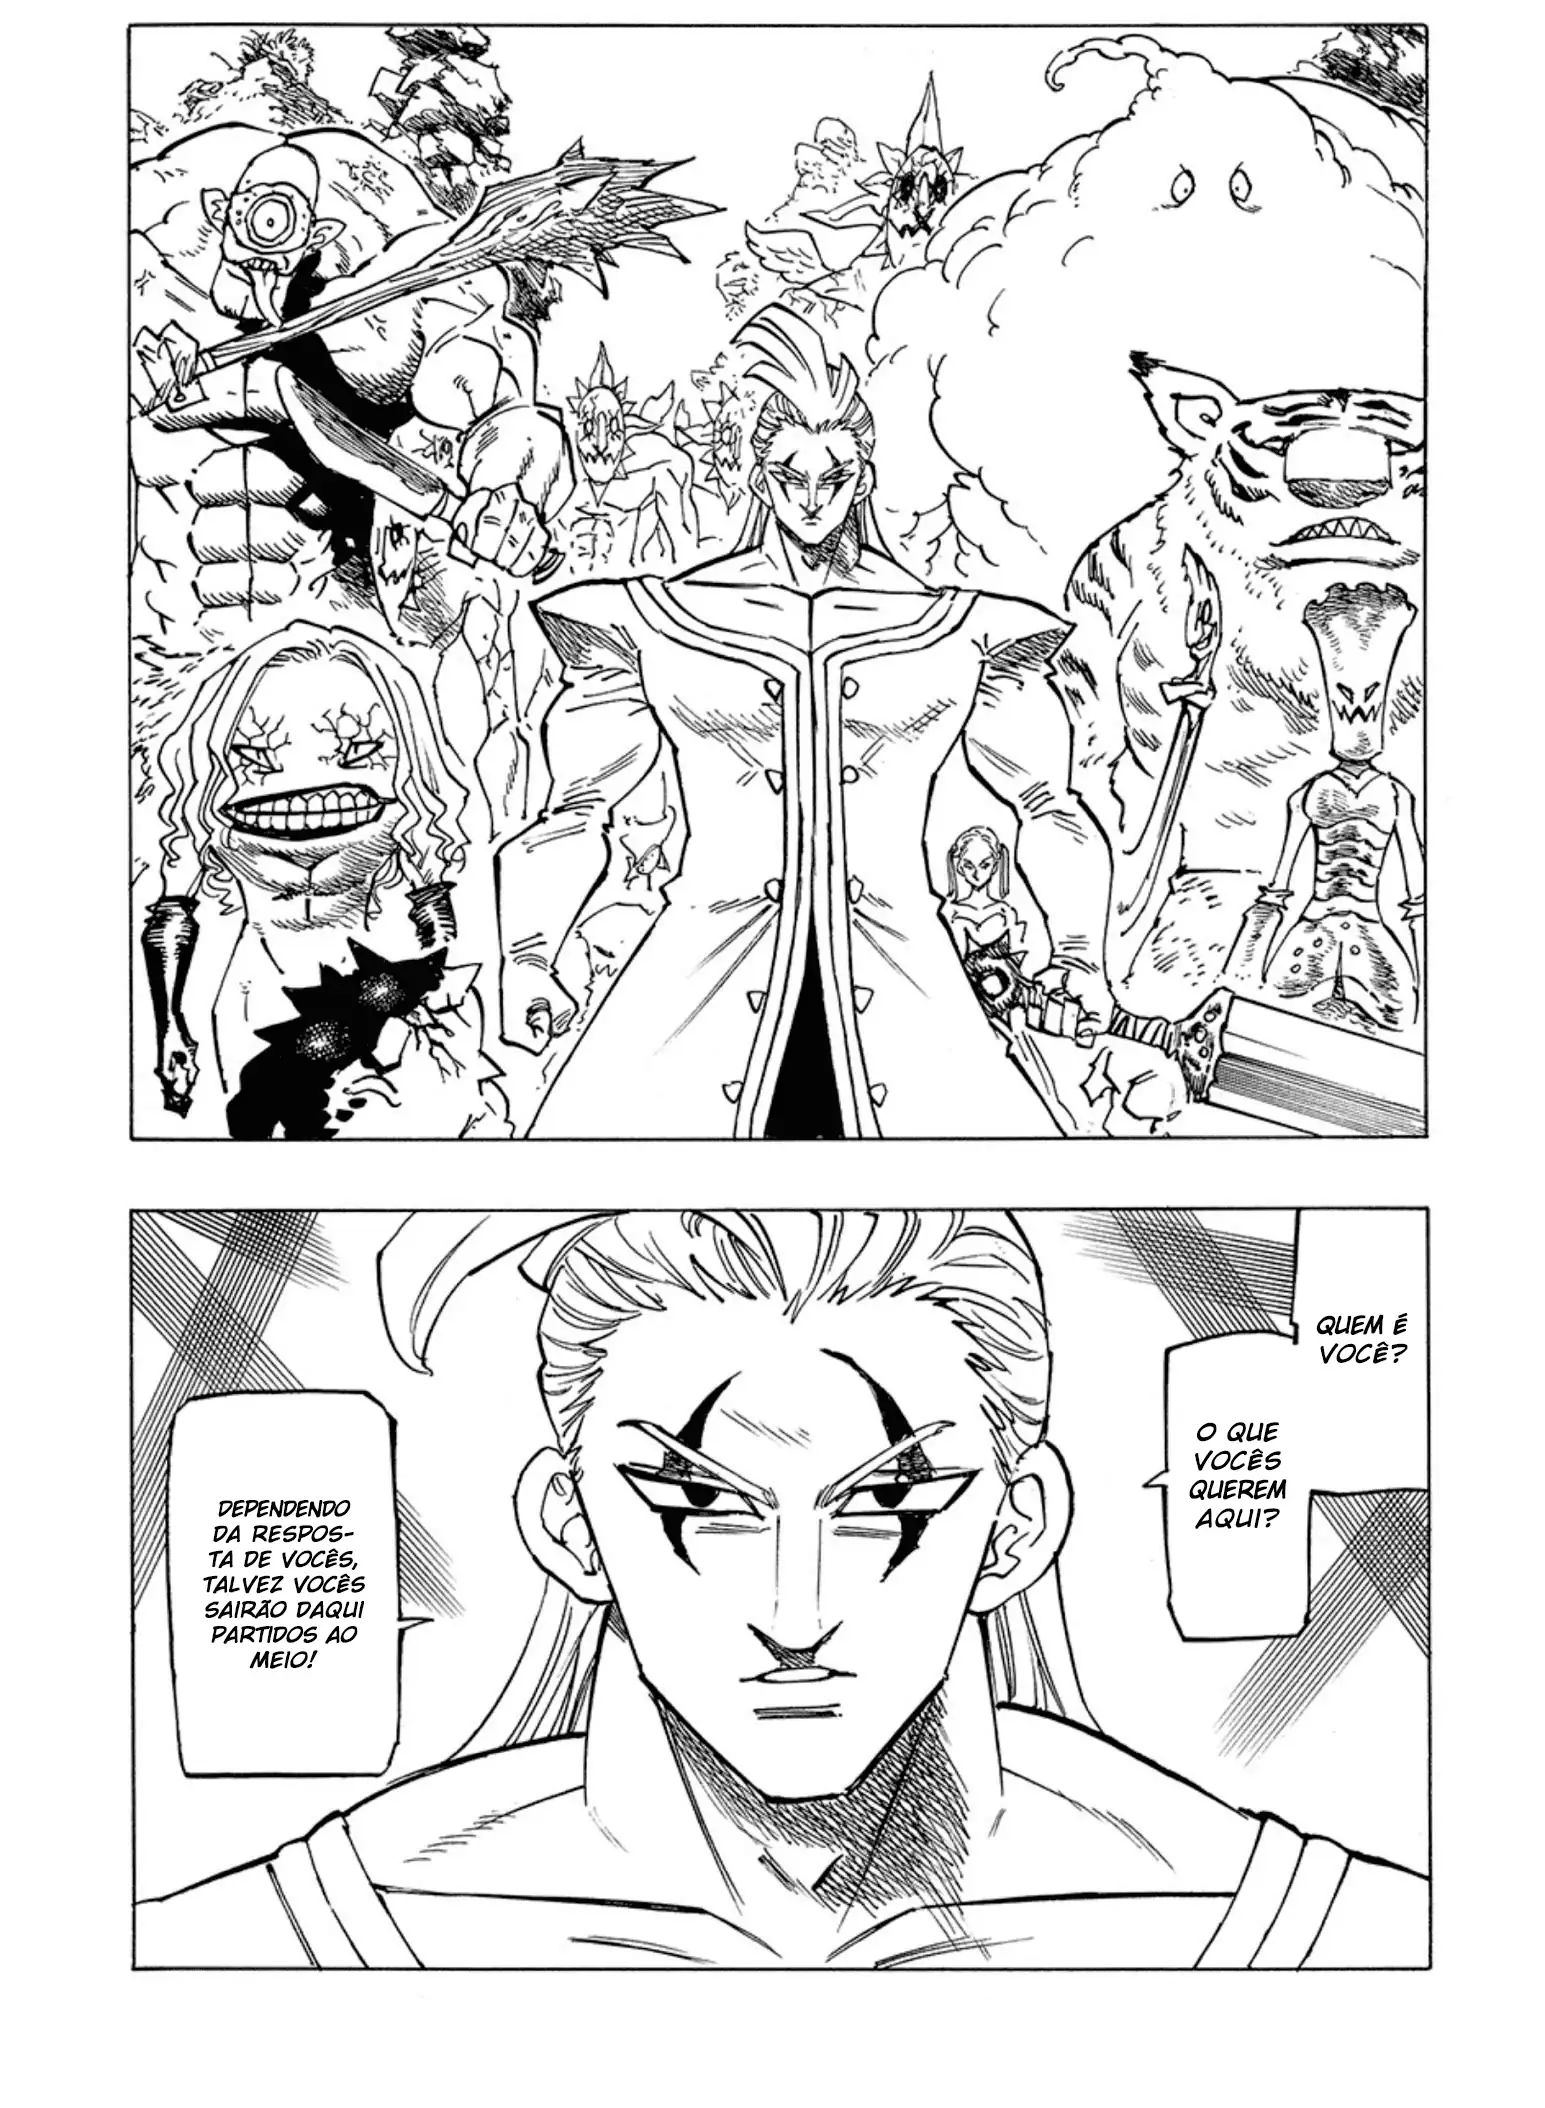 QUEM É
VOCÊ?
O QUE
VOCÊS
QUEREM
AQUI?
DEPENDENDO
DA RESPOS-
TA DE VOCÊS,
TALVEZ VOCÊS
SAIRÃO DAQUI
PARTIDOS AO
MEIO!